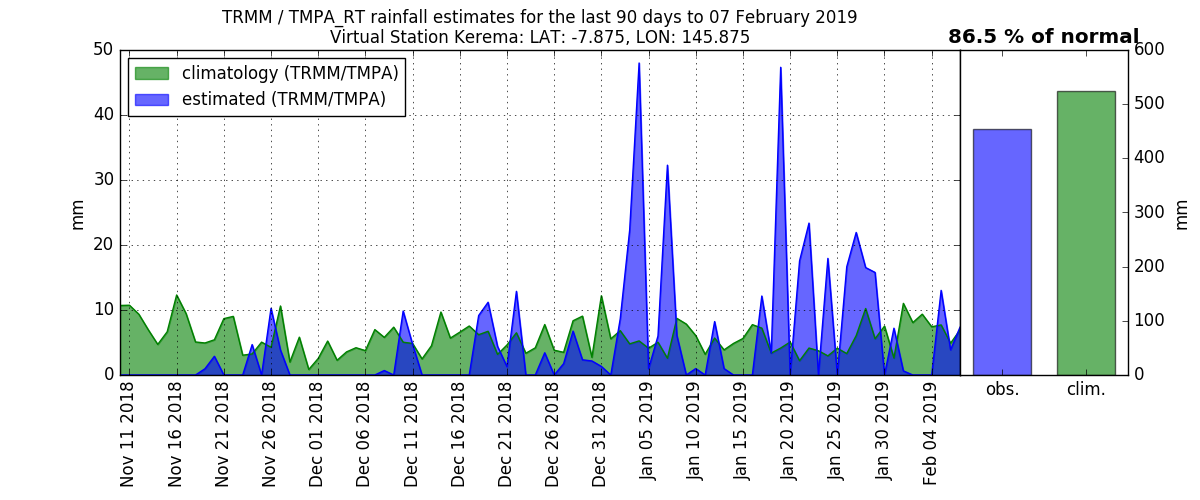 TRMM / TMPA_RT rainfall estimates for the last 90 days to 07 February 2019
Virtual Station Kerema: LAT: -7.875, LON: 145.875
86.5 % of normal
climatology (TRMM/TMPA)
estimated (TRMM/TMPA)
mm
50
40
30
20
10
0
Nov 11 2018
Nov 16 2018
Nov 21 2018
Nov 26 2018
Dec 01 2018
Dec 06 2018
Dec 11 2018
Dec 16 2018
Dec 21 2018
Dec 26 2018
Dec 31 2018
Jan 05 2019
Jan 10 2019
Jan 15 2019
Jan 20 2019
Jan 25 2019
Jan 30 2019
Feb 04 2019
obs.
clim.
600
500
400
300
200
100
0
mm